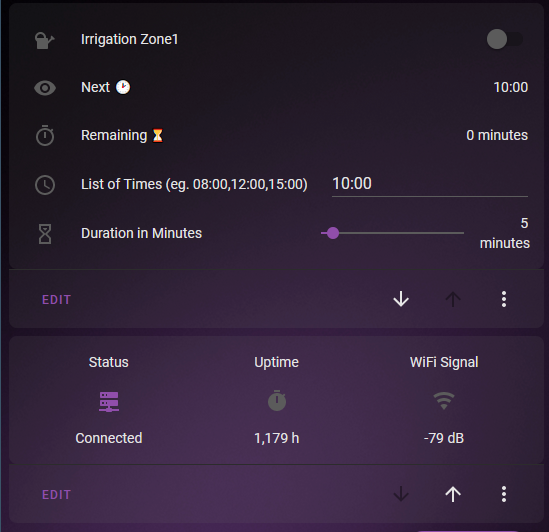 Irrigation Zone1
Next 🕑 10:00
Remaining ⏳ 0 minutes
List of Times (eg. 08:00,12:00,15:00) 10:00
Duration in Minutes 5 minutes
EDIT
Status Uptime WiFi Signal
Connected 1,179 h -79 dB
EDIT